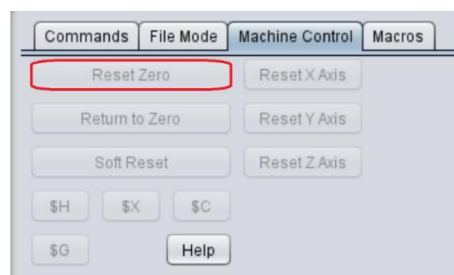 Commands File Mode Machine Control Macros
Reset Zero Reset X Axis
Return to Zero Reset Y Axis
Soft Reset Reset Z Axis
$H $X $C
$G Help